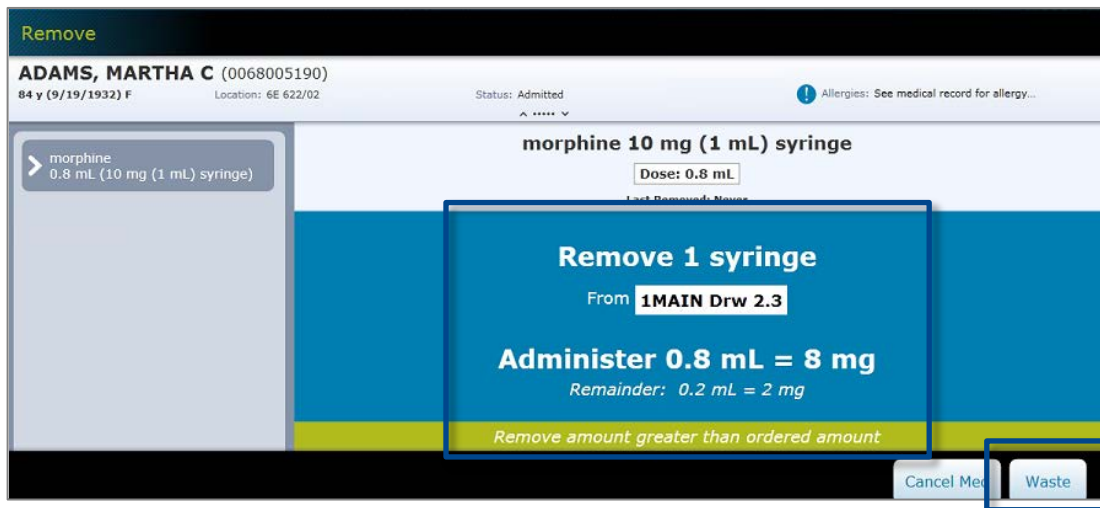 Remove
ADAMS, MARTHA C (0068005190)
84 y (9/19/1932) F Location: 6E 622/02 Status: Admitted Allergies: See medical record for allergy...
morphine
0.8 mL (10 mg (1 mL) syringe)
morphine 10 mg (1 mL) syringe
Dose: 0.8 mL
Last Removed: Never
Remove 1 syringe
From 1MAIN Drw 2.3
Administer 0.8 mL = 8 mg
Remainder: 0.2 mL = 2 mg
Remove amount greater than ordered amount
Cancel Med Waste